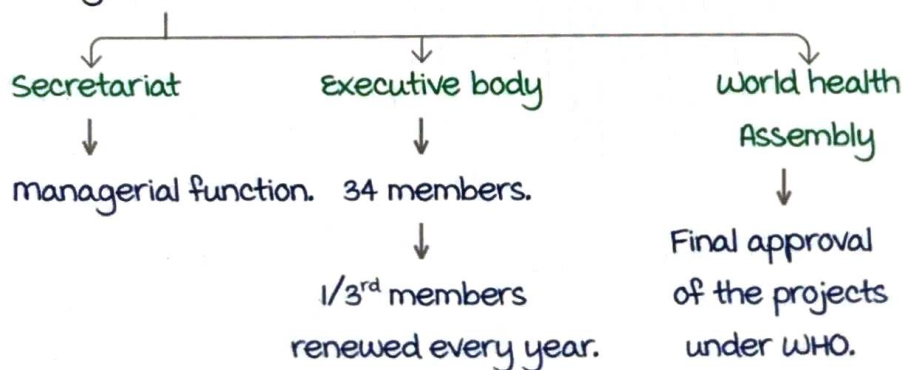 Secretariat
Executive body
World health
Assembly
managerial function.
34 members.
Final approval
1/3rd members
of the projects
renewed every year.
under WHO.